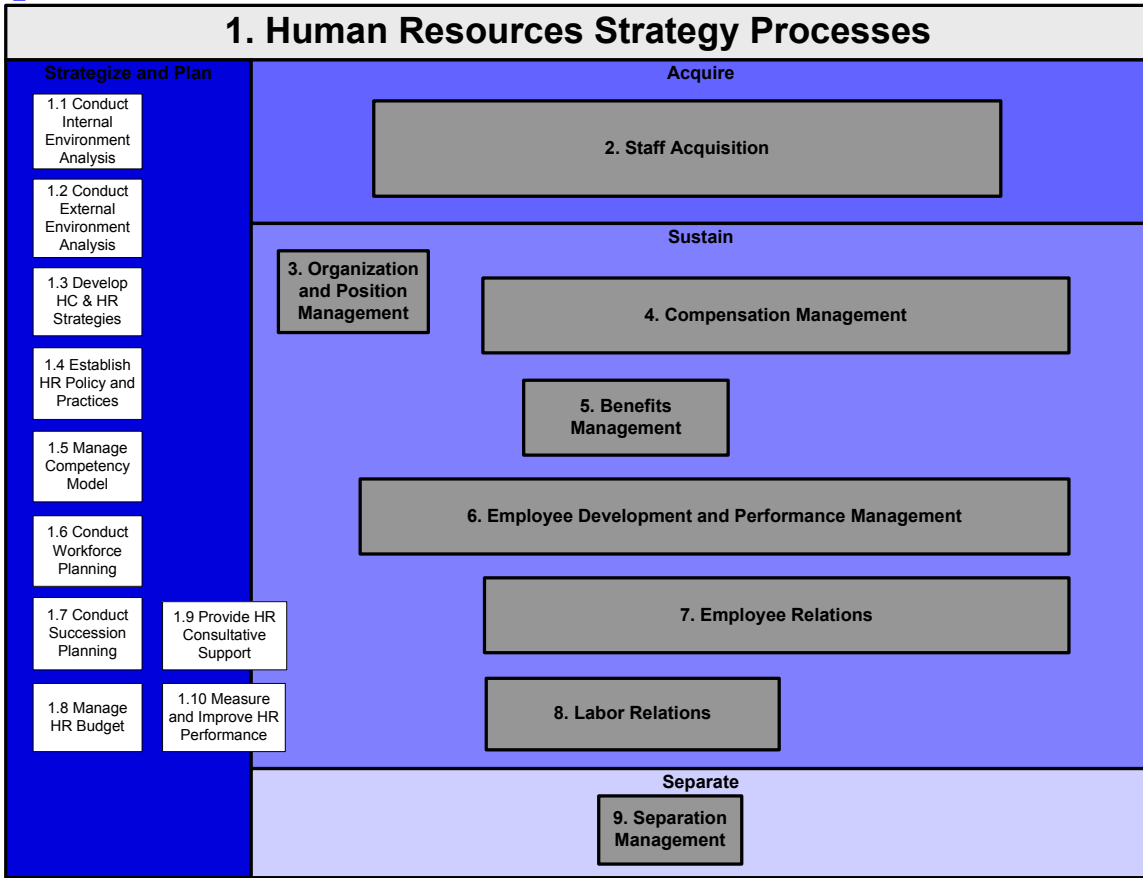 1. Human Resources Strategy Processes
Strategize and Plan
1.1 Conduct
Internal
Environment
Analysis
1.2 Conduct
External
Environment
Analysis
1.3 Develop
HC & HR
Strategies
1.4 Establish
HR Policy and
Practices
1.5 Manage
Competency
Model
1.6 Conduct
Workforce
Planning
1.7 Conduct
Succession
Planning
1.8 Manage
HR Budget
1.9 Provide HR
Consultative
Support
1.10 Measure
and Improve HR
Performance
Acquire
2. Staff Acquisition
Sustain
3. Organization
and Position
Management
4. Compensation Management
5. Benefits
Management
6. Employee Development and Performance Management
7. Employee Relations
8. Labor Relations
Separate
9. Separation
Management